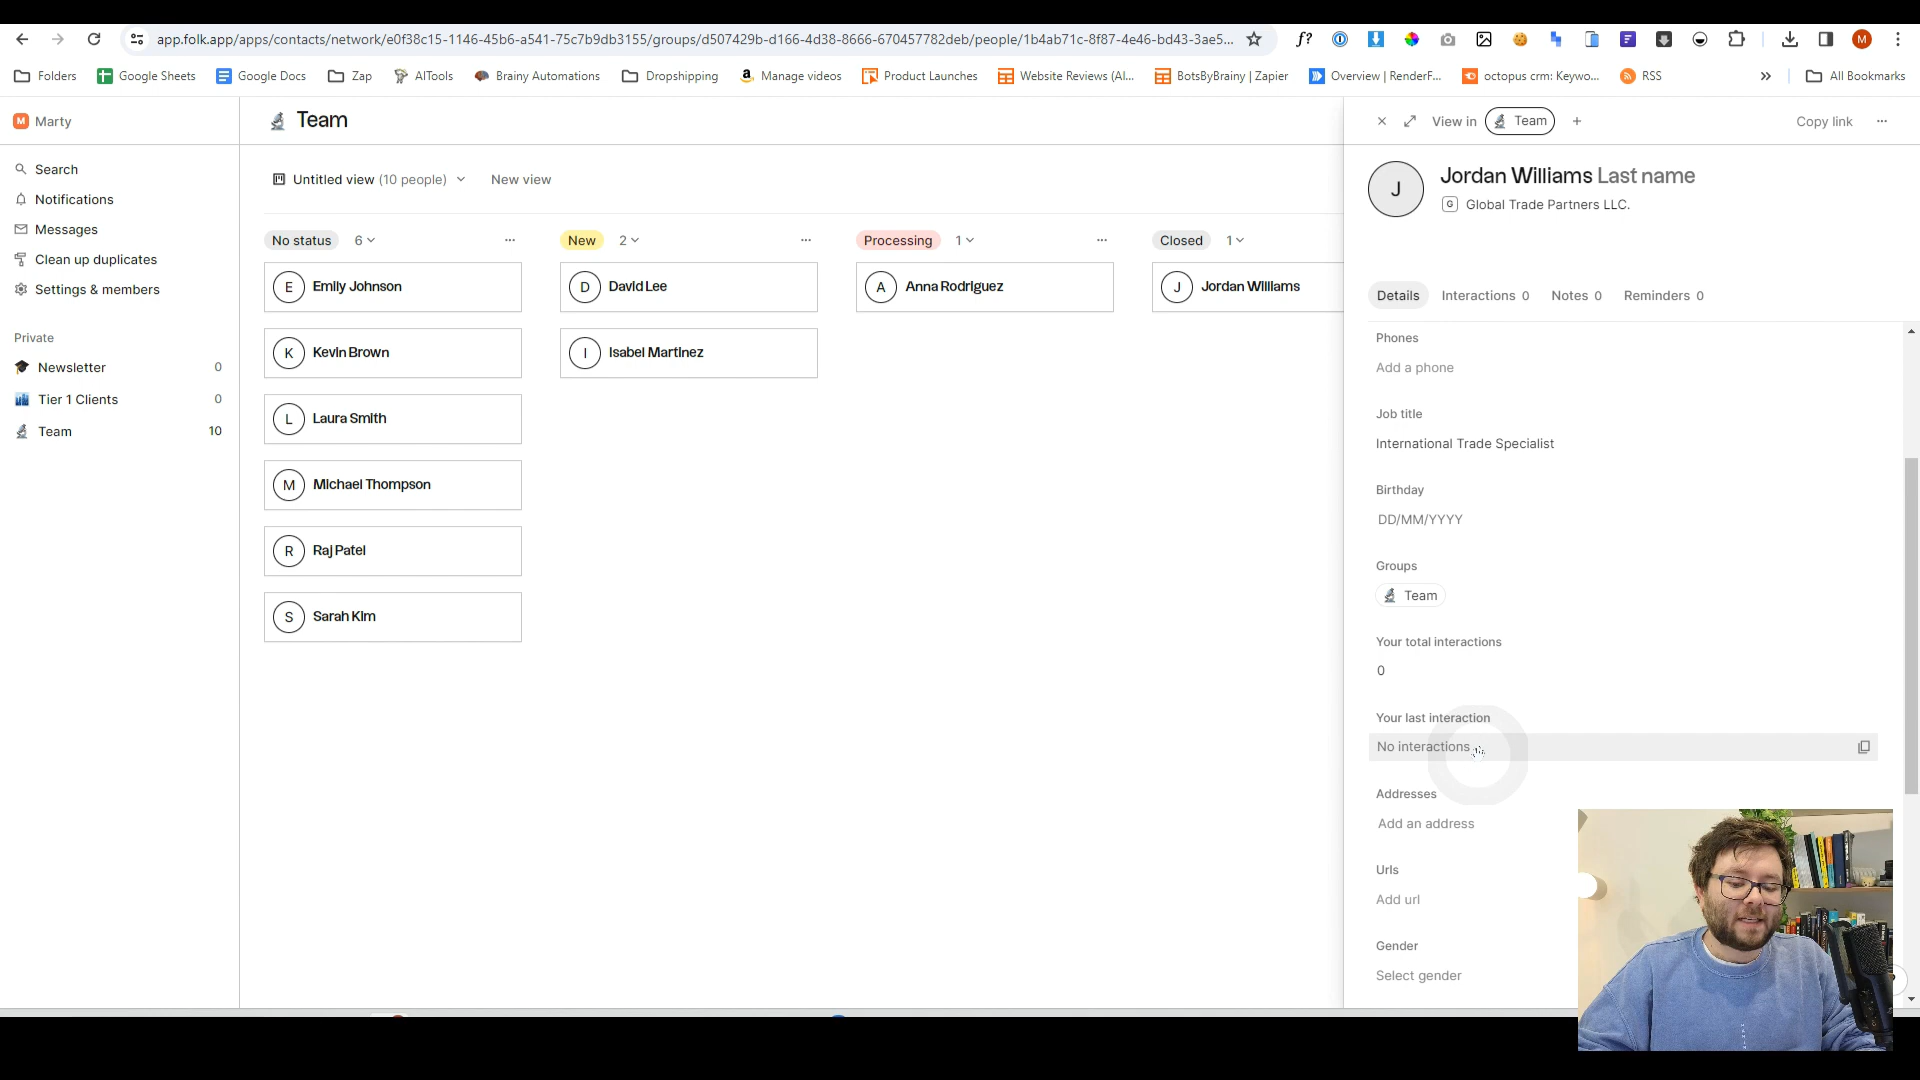 app.folk.app/apps/contacts/network/e0f38c15-1146-45b6-a541-75c7b9db3155/groups/d507429b-d166-4d38-8666-670457782deb/people/1b4ab71c-8f87-4e46-bd43-3ae5...
f?
M
Folders
Google Sheets
Google Docs
Zap
AITools
Brainy Automations
Dropshipping
Manage videos
Product Launches
Website Reviews (Al...
BotsByBrainy | Zapier
Overview | RenderF...
octopus crm: Keywo...
RSS
»
All Bookmarks
M Marty
Search
Notifications
Messages
Clean up duplicates
Settings & members
Private
Newsletter 0
Tier 1 Clients 0
Team 10
Team
Untitled view (10 people)
New view
No status 6
E Emily Johnson
K Kevin Brown
L Laura Smith
M Michael Thompson
R Raj Patel
S Sarah Kim
New 2
D David Lee
I Isabel Martinez
Processing 1
A Anna Rodriguez
Closed 1
J Jordan Williams
View in Team +
Copy link
J
Jordan Williams Last name
G Global Trade Partners LLC.
Details
Interactions 0
Notes 0
Reminders 0
Phones
Add a phone
Job title
International Trade Specialist
Birthday
DD/MM/YYYY
Groups
Team
Your total interactions
0
Your last interaction
No interactions
Addresses
Add an address
Urls
Add url
Gender
Select gender